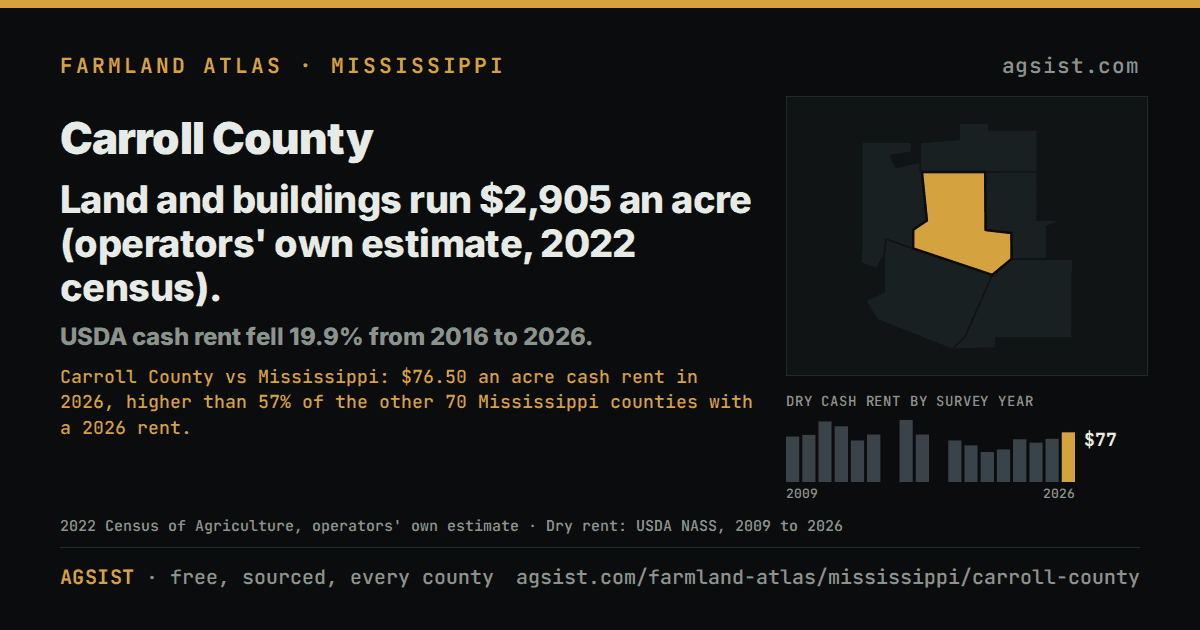 FARMLAND ATLAS · MISSISSIPPI
agsist.com
Carroll County
Land and buildings run $2,905 an acre
(operators' own estimate, 2022
census).
USDA cash rent fell 19.9% from 2016 to 2026.
Carroll County vs Mississippi: $76.50 an acre cash rent in
2026, higher than 57% of the other 70 Mississippi counties with
a 2026 rent.
DRY CASH RENT BY SURVEY YEAR
$77
2009
2026
2022 Census of Agriculture, operators' own estimate · Dry rent: USDA NASS, 2009 to 2026
AGSIST · free, sourced, every county
agsist.com/farmland-atlas/mississippi/carroll-county